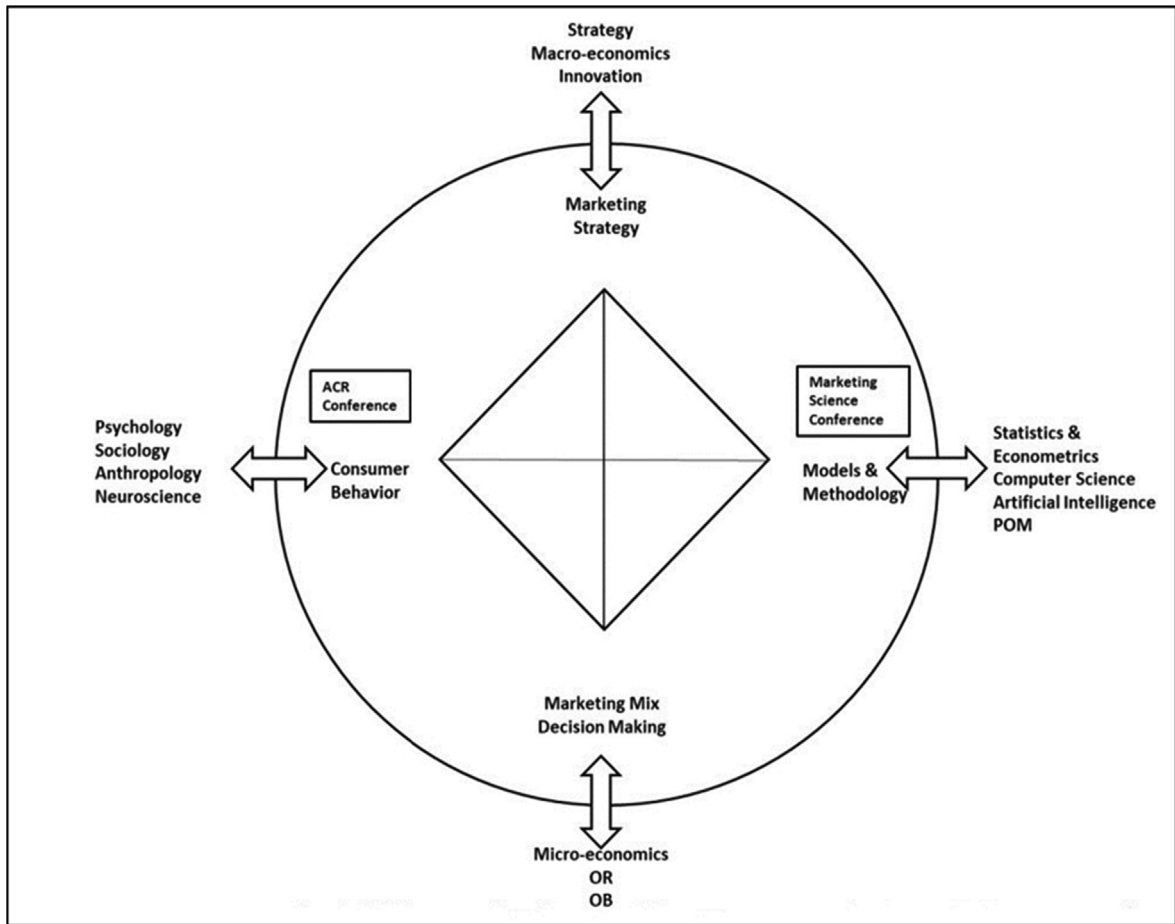 Strategy
Macro-economics
Innovation
Marketing
Strategy
ACR
Conference
Marketing
Science
Conference
Psychology
Sociology
Anthropology
Neuroscience
Consumer
Behavior
Models &
Methodology
Statistics &
Econometrics
Computer Science
Artificial Intelligence
POM
Marketing Mix
Decision Making
Micro-economics
OR
OB